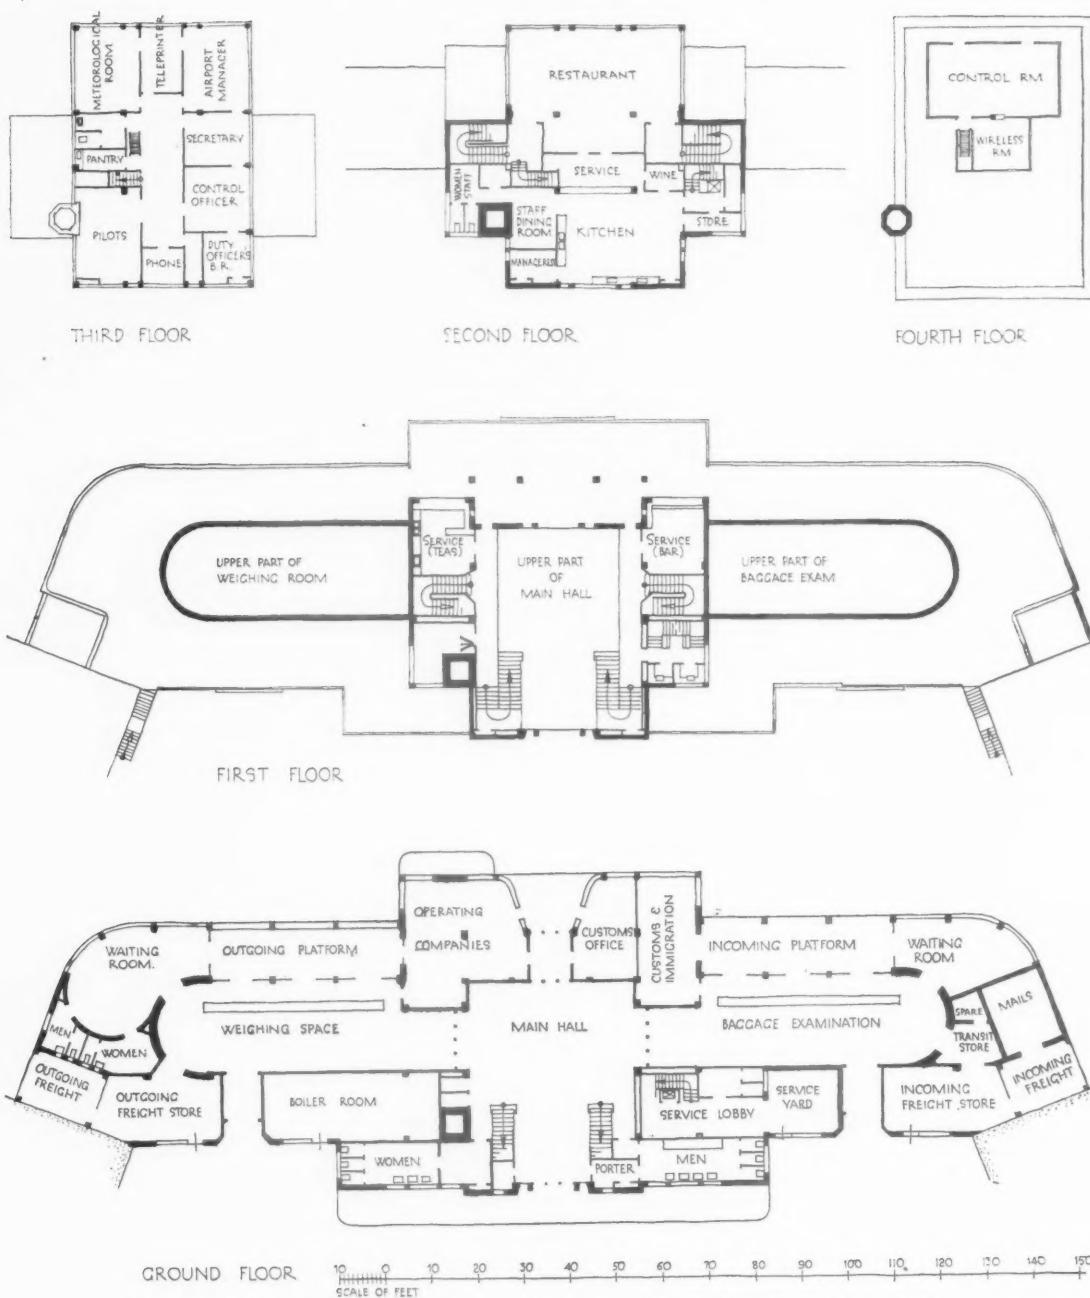 METEOROLOGICAL
ROOM
TELEPRINTER
AIRPORT
MANAGER
SECRETARY
PANTRY
CONTROL
OFFICER
PILOTS
PHONE
DUTY
OFFICERS
B.R.
THIRD FLOOR
RESTAURANT
WOMEN
STAFF
SERVICE
WINE
STAFF
DINING
ROOM
KITCHEN
STORE
MANAGERESS
SECOND FLOOR
CONTROL RM
WIRELESS
RM
FOURTH FLOOR
UPPER PART OF
WEIGHING ROOM
SERVICE
(TEAS)
UPPER PART
OF
MAIN HALL
SERVICE
(BAR)
UPPER PART OF
BAGGAGE EXAM
FIRST FLOOR
WAITING
ROOM.
OUTGOING PLATFORM
OPERATING
COMPANIES
CUSTOMS
OFFICE
CUSTOMS &
IMMIGRATION
INCOMING PLATFORM
WAITING
ROOM
MEN
WOMEN
WEIGHING SPACE
MAIN HALL
BAGGAGE EXAMINATION
SPARE
TRANSIT
STORE
MAILS
OUTGOING
FREIGHT
OUTGOING
FREIGHT STORE
BOILER ROOM
SERVICE LOBBY
SERVICE
YARD
INCOMING
FREIGHT STORE
INCOMING
FREIGHT
WOMEN
PORTER
MEN
GROUND FLOOR
10 0 10 20 30 40 50 60 70 80 90 100 110 120 130 140 150
SCALE OF FEET